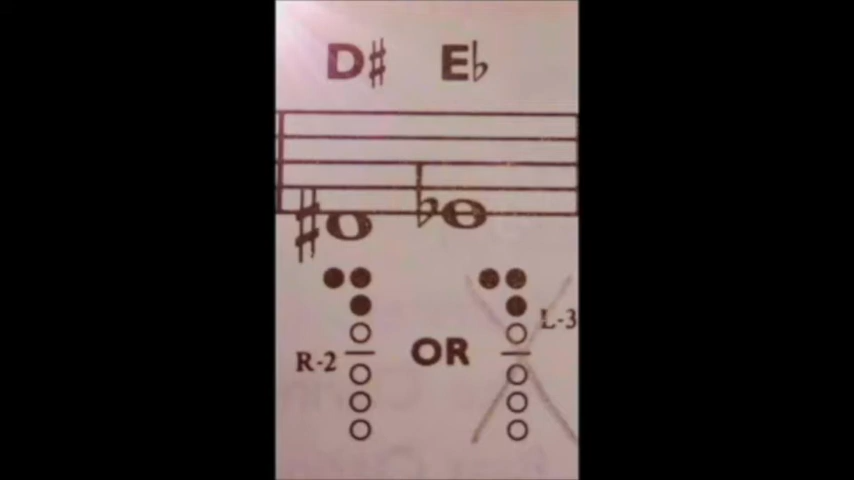 D♯ E♭
L-3
R-2 OR